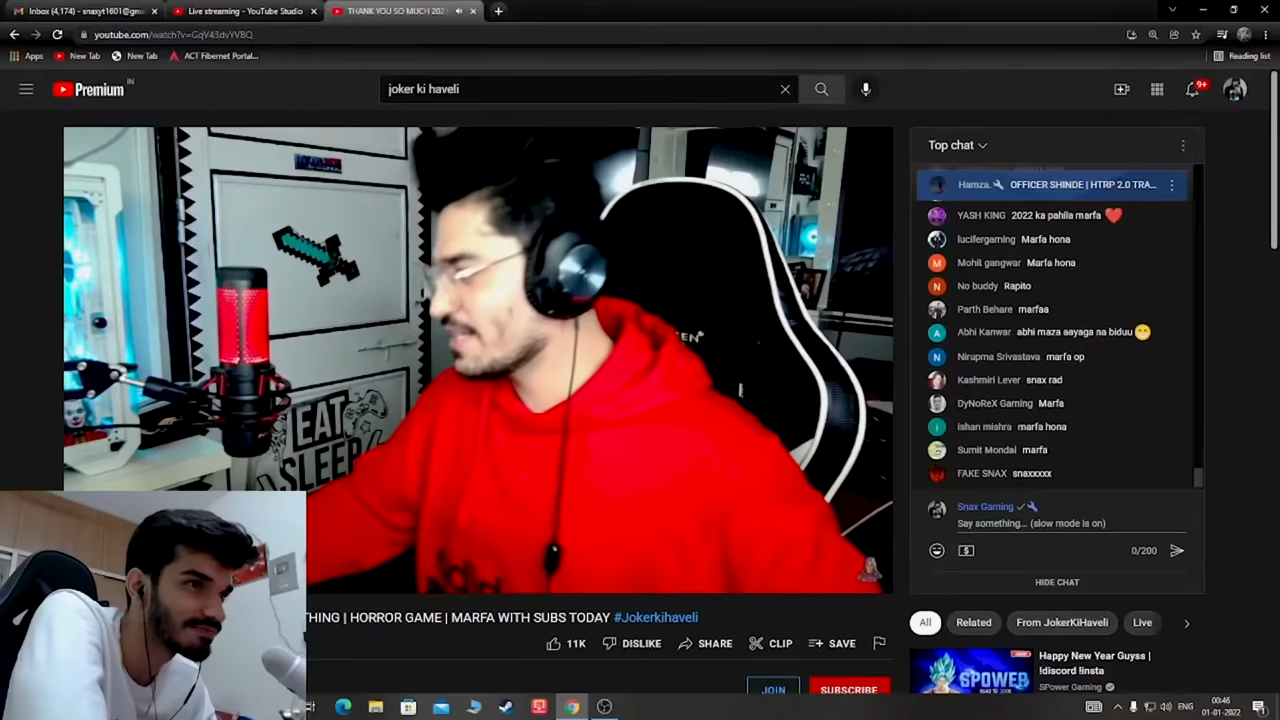 Inbox (4,174) - snaxyt1601@gm
Live streaming - YouTube Studio
THANK YOU SO MUCH 202
youtube.com/watch?v=GqV43dvYVBQ
Apps
New Tab
New Tab
ACT Fibernet Portal...
Reading list
Premium IN
joker ki haveli
9+
Top chat
Hamza. OFFICER SHINDE | HTRP 2.0 TRA...
YASH KING 2022 ka pahila marfa ❤️
lucifergaming Marfa hona
Mohit gangwar Marfa hona
No buddy Rapito
Parth Behare marfaa
Abhi Kanwar abhi maza aayaga na biduu 😁
Nirupma Srivastava marfa op
Kashmiri Lever snax rad
DyNoReX Gaming Marfa
ishan mishra marfa hona
Sumit Mondal marfa
FAKE SNAX snaxxxxx
Snax Gaming
Say something... (slow mode is on)
0/200
HIDE CHAT
EAT
SLEEP
THING | HORROR GAME | MARFA WITH SUBS TODAY #Jokerkihaveli
11K
DISLIKE
SHARE
CLIP
SAVE
JOIN
SUBSCRIBE
All
Related
From JokerKiHaveli
Live
Happy New Year Guyss |
!discord !insta
SPower Gaming
SPOWER
ENG
00:46
01-01-2022